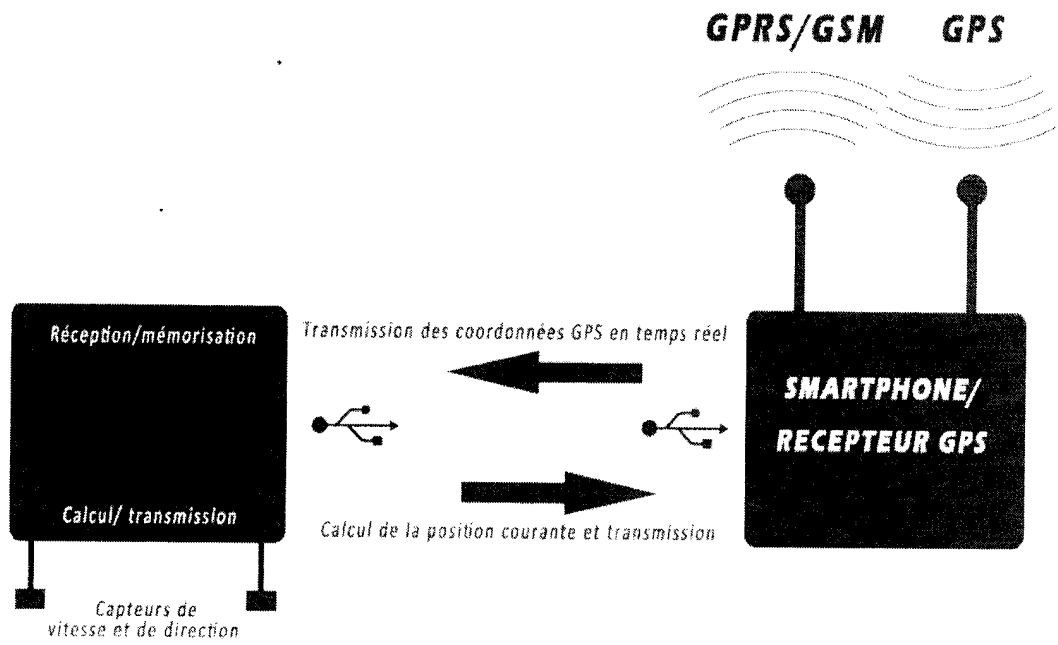 GPRS/GSM GPS
Réception/mémorisation
Transmission des coordonnées GPS en temps réel
SMARTPHONE/
RECEPTEUR GPS
Calcul/ transmission
Calcul de la position courante et transmission
Capteurs de
vitesse et de direction